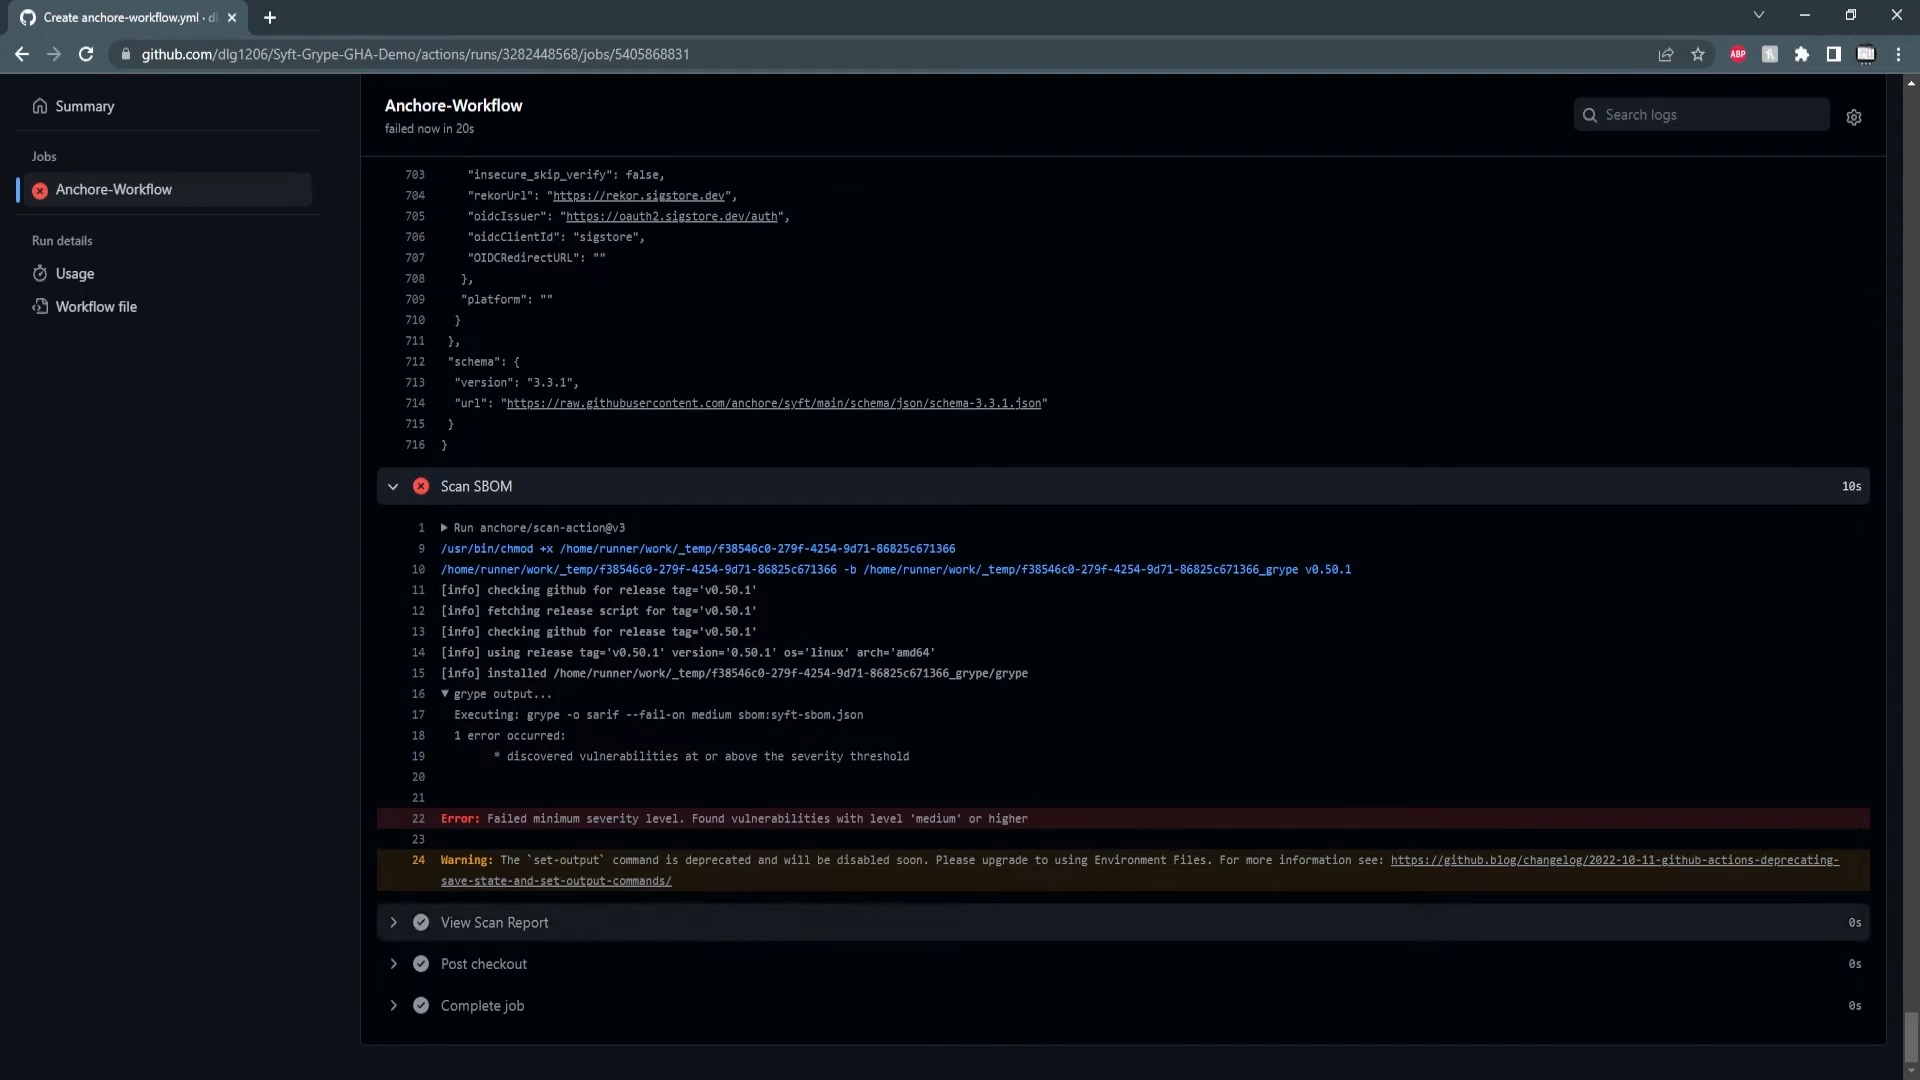 Create anchore-workflow.yml · dl
github.com/dlg1206/Syft-Grype-GHA-Demo/actions/runs/3282448568/jobs/5405868831
ABP
Summary
Jobs
Anchore-Workflow
Run details
Usage
Workflow file
Anchore-Workflow
failed now in 20s
Search logs
703 "insecure_skip_verify": false,
704 "rekorUrl": "https://rekor.sigstore.dev",
705 "oidcIssuer": "https://oauth2.sigstore.dev/auth",
706 "oidcClientId": "sigstore",
707 "OIDCRedirectURL": ""
708 },
709 "platform": ""
710 }
711 },
712 "schema": {
713 "version": "3.3.1",
714 "url": "https://raw.githubusercontent.com/anchore/syft/main/schema/json/schema-3.3.1.json"
715 }
716 }
Scan SBOM 10s
1 Run anchore/scan-action@v3
9 /usr/bin/chmod +x /home/runner/work/_temp/f38546c0-279f-4254-9d71-86825c671366
10 /home/runner/work/_temp/f38546c0-279f-4254-9d71-86825c671366 -b /home/runner/work/_temp/f38546c0-279f-4254-9d71-86825c671366_grype v0.50.1
11 [info] checking github for release tag='v0.50.1'
12 [info] fetching release script for tag='v0.50.1'
13 [info] checking github for release tag='v0.50.1'
14 [info] using release tag='v0.50.1' version='0.50.1' os='linux' arch='amd64'
15 [info] installed /home/runner/work/_temp/f38546c0-279f-4254-9d71-86825c671366_grype/grype
16 grype output...
17 Executing: grype -o sarif --fail-on medium sbom:syft-sbom.json
18 1 error occurred:
19 * discovered vulnerabilities at or above the severity threshold
20
21
22 Error: Failed minimum severity level. Found vulnerabilities with level 'medium' or higher
23
24 Warning: The `set-output` command is deprecated and will be disabled soon. Please upgrade to using Environment Files. For more information see: https://github.blog/changelog/2022-10-11-github-actions-deprecating-
save-state-and-set-output-commands/
View Scan Report 0s
Post checkout 0s
Complete job 0s